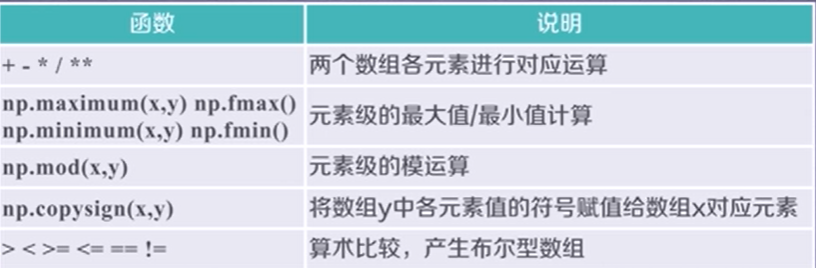 函数 说明
+ - * / ** 两个数组各元素进行对应运算
np.maximum(x,y) np.fmax()
np.minimum(x,y) np.fmin() 元素级的最大值/最小值计算
np.mod(x,y) 元素级的模运算
np.copysign(x,y) 将数组y中各元素值的符号赋值给数组x对应元素
> < >= <= == != 算术比较，产生布尔型数组